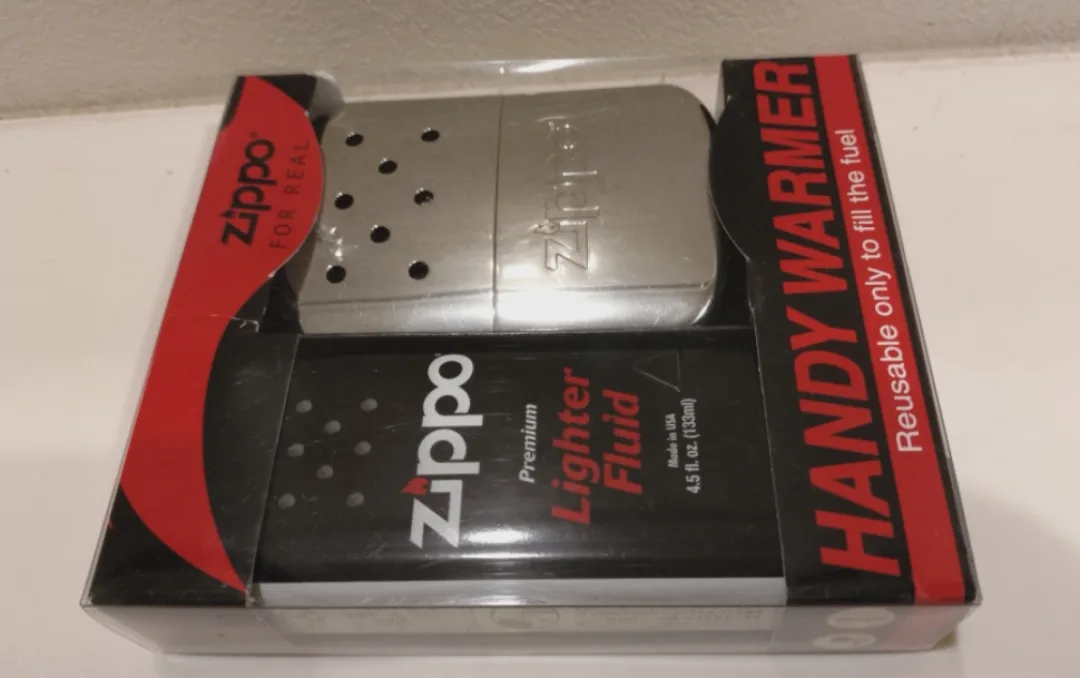 zippo®
FOR REAL
zippo
zippo
Premium
Lighter
Fluid
Made in USA
4.5 fl. oz. (133ml)
HANDY WARMER
Reusable only to fill the fuel